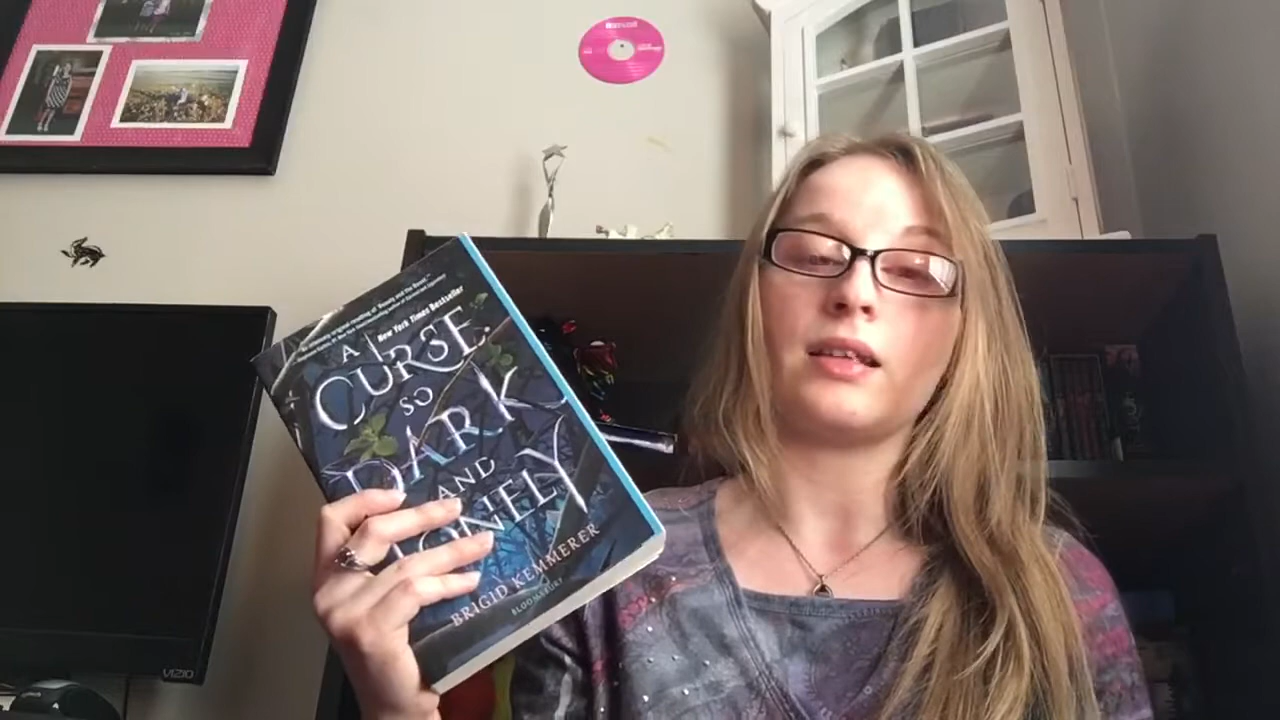 New York Times Bestseller
A
CURSE
SO
DARK
AND
LONELY
BRIGID KEMMERER
BLOOMSBURY
VIZIO